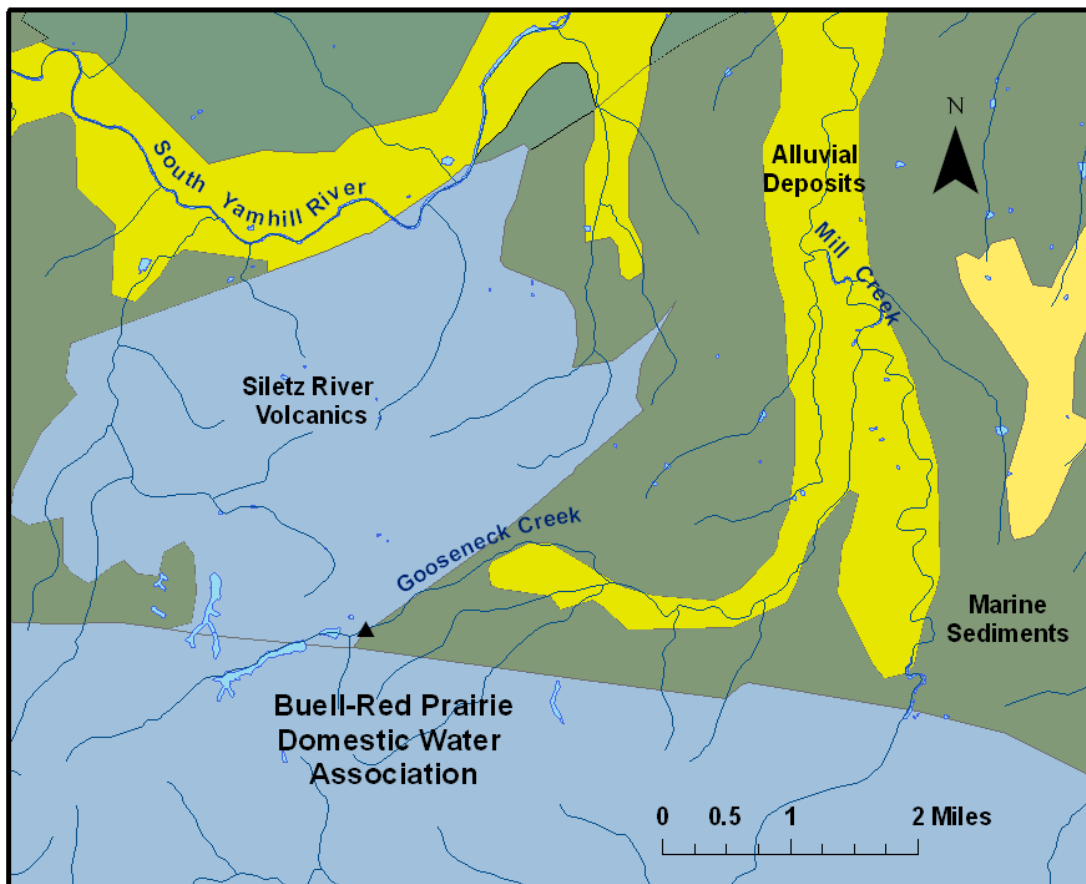 N
Alluvial
Deposits
South Yamhill River
Mill Creek
Siletz River
Volcanics
Gooseneck Creek
Marine
Sediments
Buell-Red Prairie
Domestic Water
Association
0 0.5 1 2 Miles